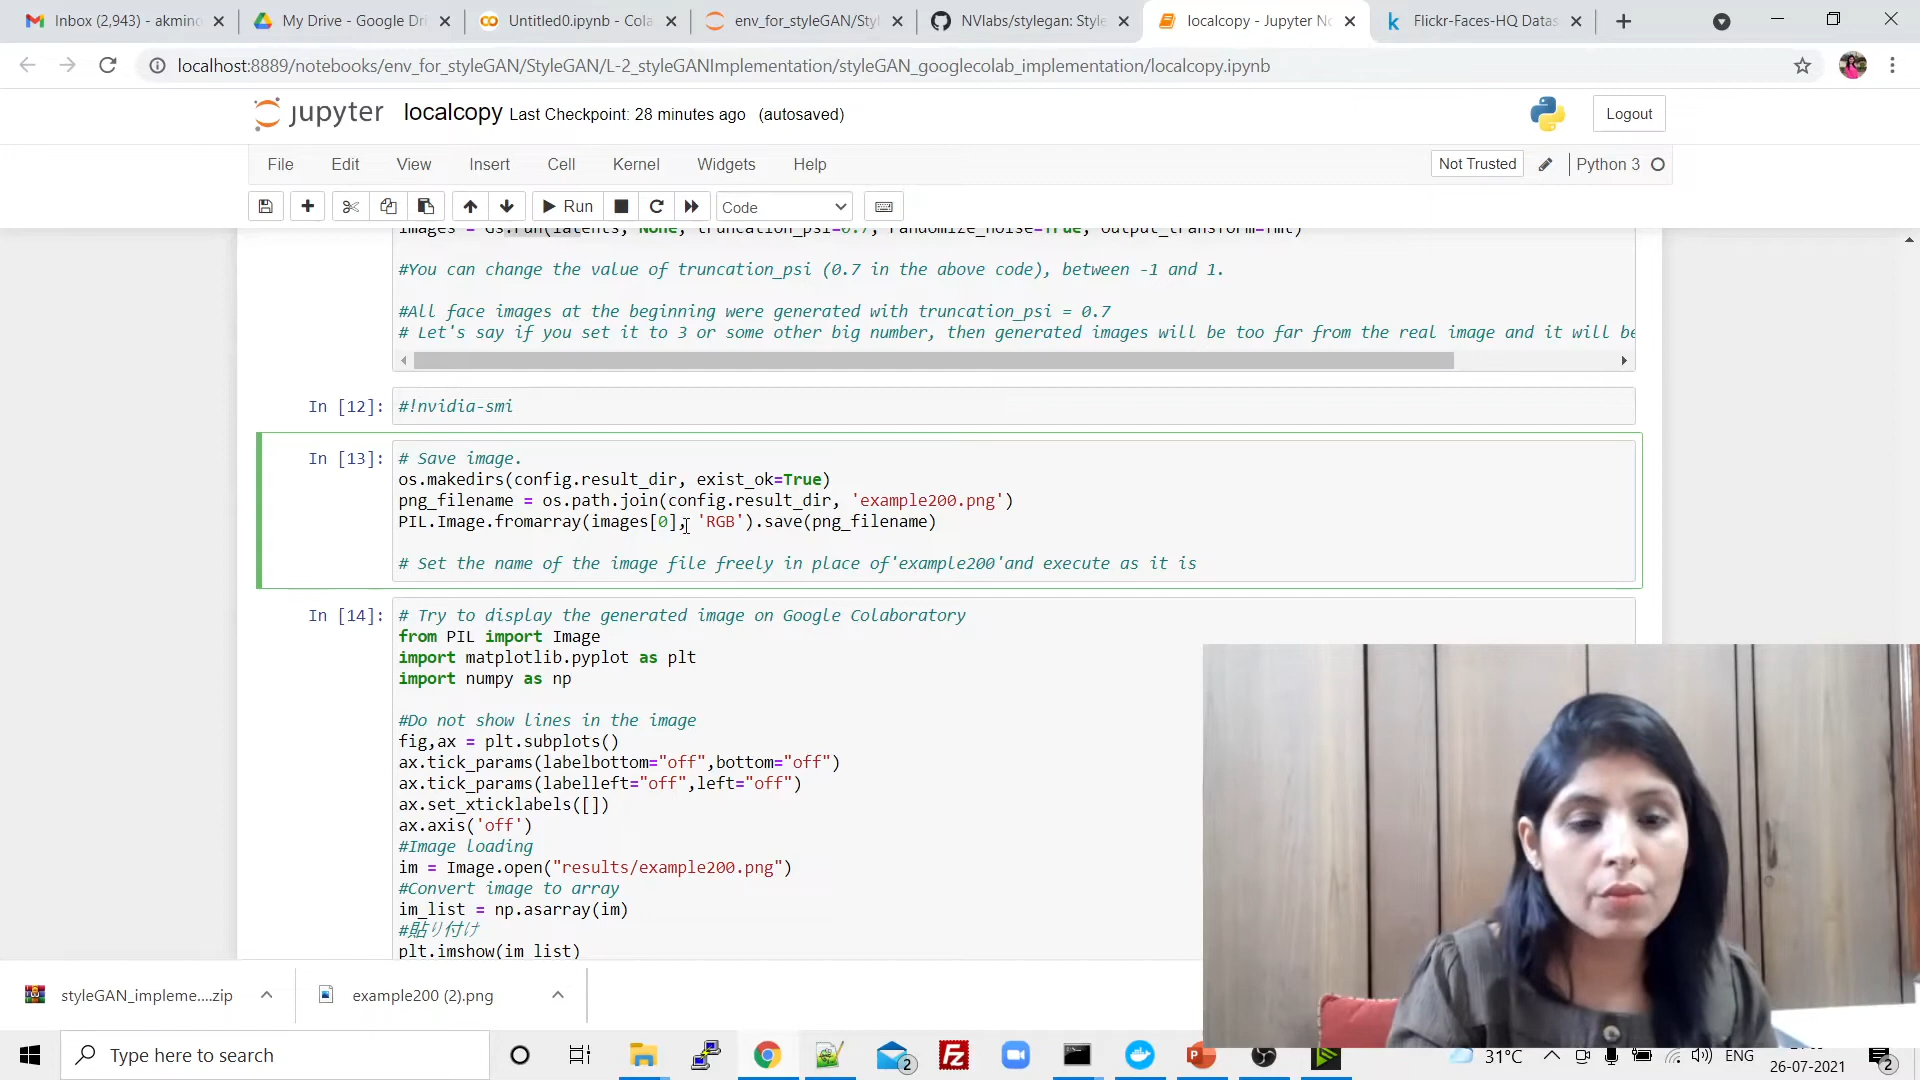 Inbox (2,943) - akmino
My Drive - Google Dri
Untitled0.ipynb - Cola
env_for_styleGAN/Styl
NVlabs/stylegan: Style
localcopy - Jupyter No
Flickr-Faces-HQ Datas
localhost:8889/notebooks/env_for_styleGAN/StyleGAN/L-2_styleGANImplementation/styleGAN_googlecolab_implementation/localcopy.ipynb
jupyter localcopy Last Checkpoint: 28 minutes ago (autosaved)
Logout
File Edit View Insert Cell Kernel Widgets Help
Not Trusted
Python 3
Run
Code
images = Gs.run(latents, None, truncation_psi=0.7, randomize_noise=True, output_transform=fmt)
#You can change the value of truncation_psi (0.7 in the above code), between -1 and 1.
#All face images at the beginning were generated with truncation_psi = 0.7
# Let's say if you set it to 3 or some other big number, then generated images will be too far from the real image and it will be
In [12]: #!nvidia-smi
In [13]: # Save image.
os.makedirs(config.result_dir, exist_ok=True)
png_filename = os.path.join(config.result_dir, 'example200.png')
PIL.Image.fromarray(images[0], 'RGB').save(png_filename)
# Set the name of the image file freely in place of'example200'and execute as it is
In [14]: # Try to display the generated image on Google Colaboratory
from PIL import Image
import matplotlib.pyplot as plt
import numpy as np
#Do not show lines in the image
fig,ax = plt.subplots()
ax.tick_params(labelbottom="off",bottom="off")
ax.tick_params(labelleft="off",left="off")
ax.set_xticklabels([])
ax.axis('off')
#Image loading
im = Image.open("results/example200.png")
#Convert image to array
im_list = np.asarray(im)
#貼り付け
plt.imshow(im_list)
styleGAN_impleme....zip
example200 (2).png
Type here to search
2
31°C
ENG
26-07-2021
2